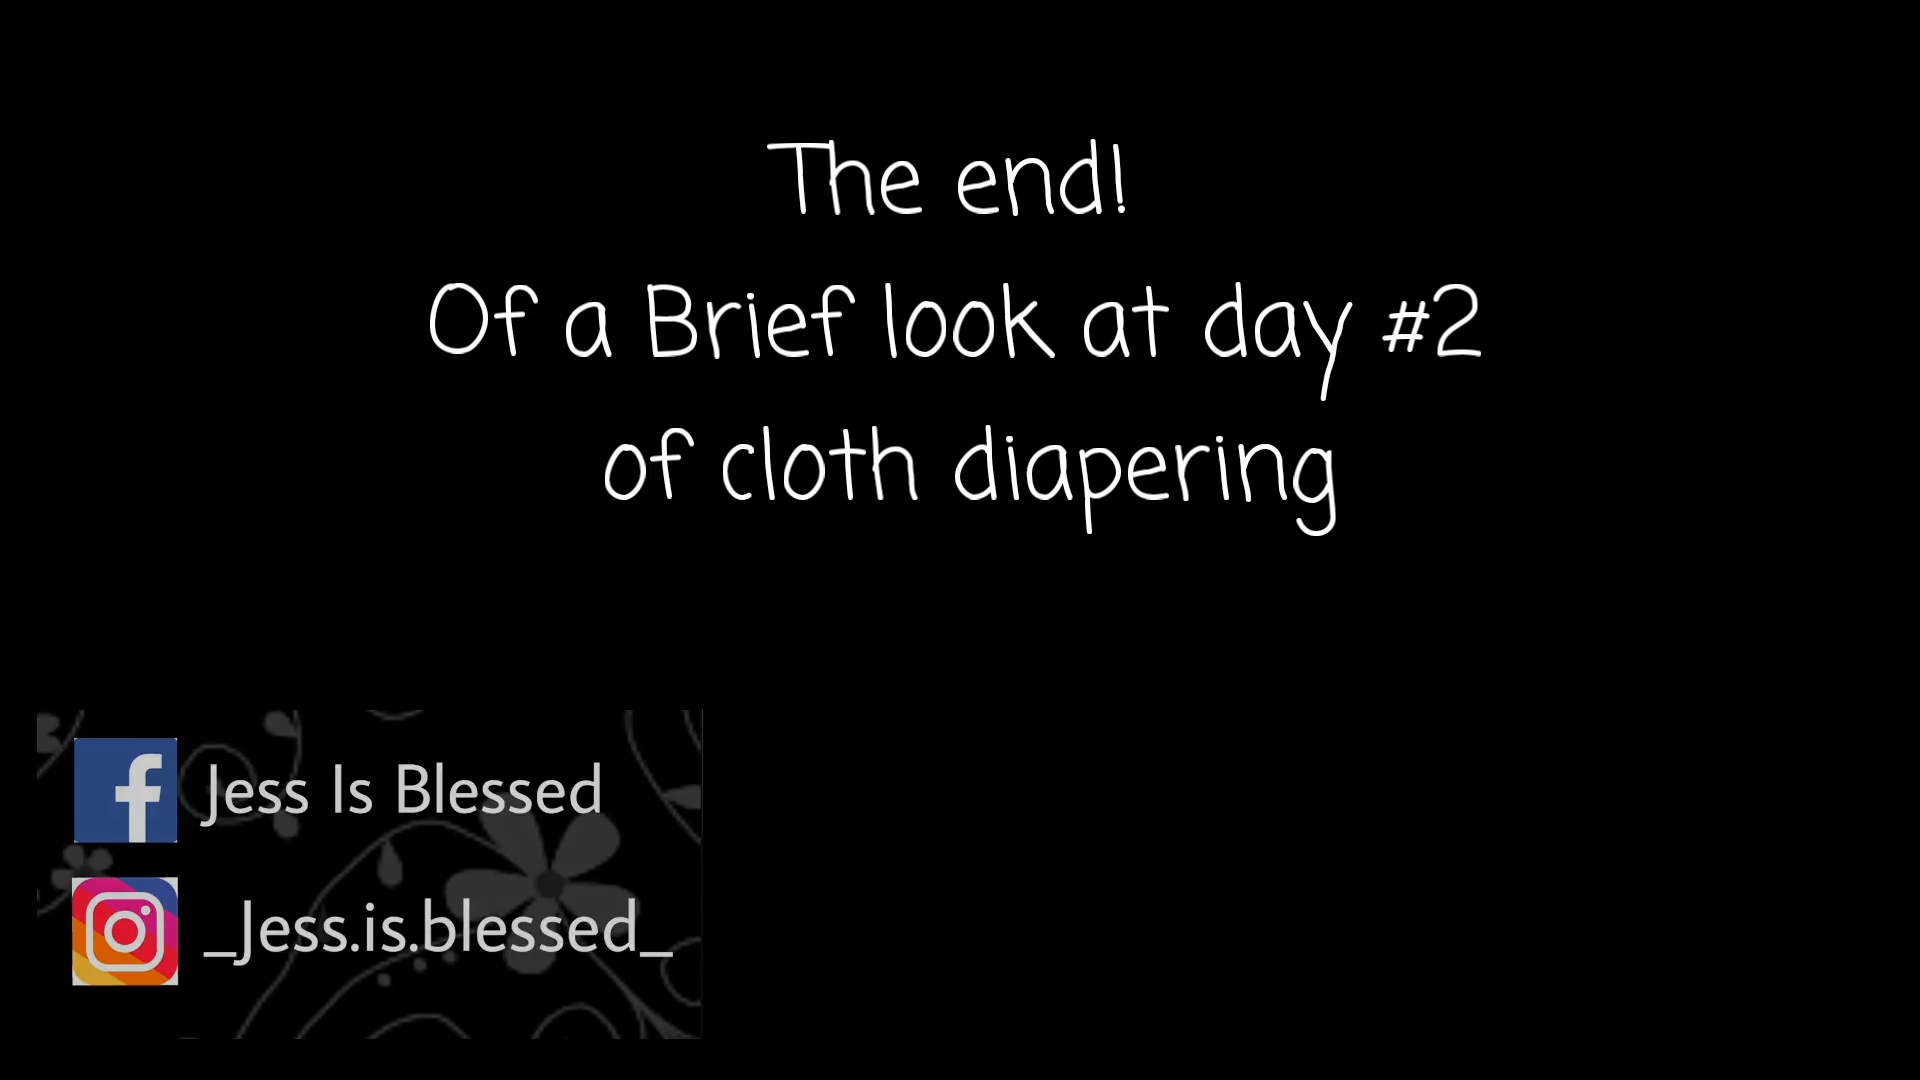 The end!
Of a Brief look at day #2
of cloth diapering
Jess Is Blessed
_Jess.is.blessed_